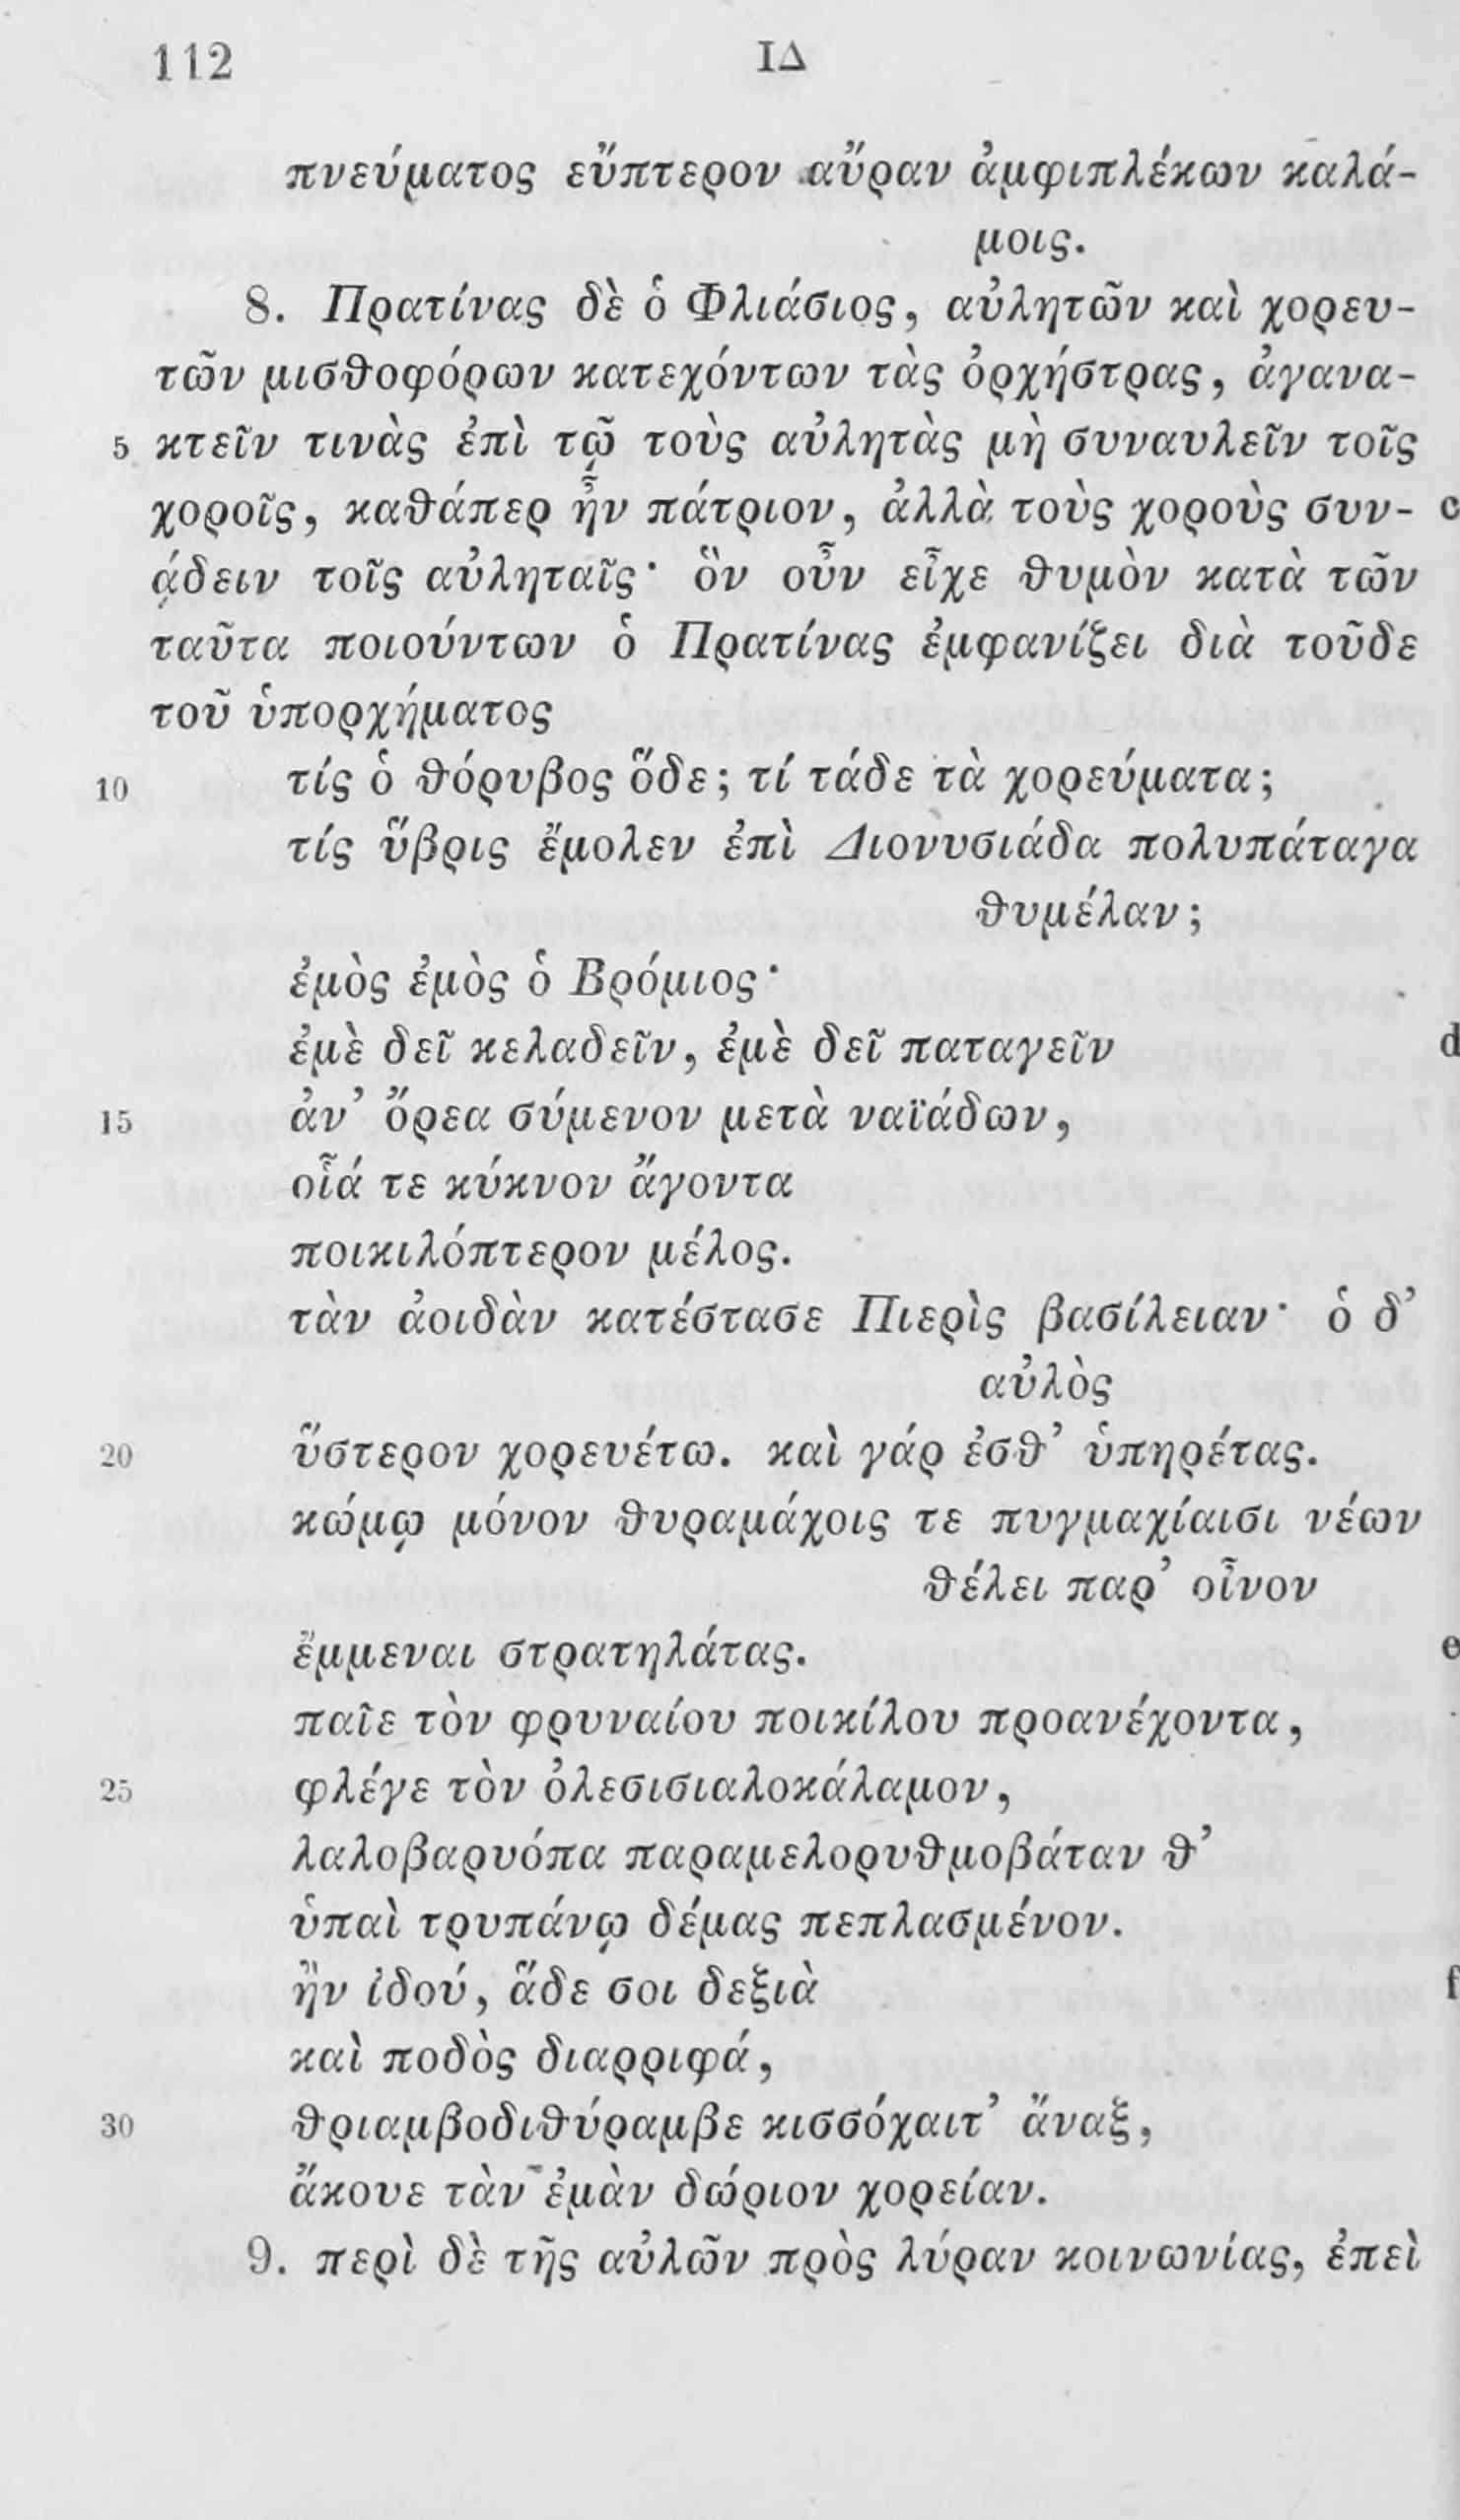 112 ΙΔ
πνεύματος εὔπτερον αὔραν ἀμφιπλέκων καλά-
μοις.
8. Πρατίνας δὲ ὁ Φλιάσιος, αὐλητῶν καὶ χορευ-
τῶν μισθοφόρων κατεχόντων τὰς ὀρχήστρας, ἀγανα-
5 κτεῖν τινὰς ἐπὶ τῷ τοὺς αὐλητὰς μὴ συναυλεῖν τοῖς
χοροῖς, καθάπερ ἦν πάτριον, ἀλλὰ τοὺς χοροὺς συν- c
ᾴδειν τοῖς αὐληταῖς· ὃν οὖν εἶχε θυμὸν κατὰ τῶν
ταῦτα ποιούντων ὁ Πρατίνας ἐμφανίζει διὰ τοῦδε
τοῦ ὑπορχήματος
10 τίς ὁ θόρυβος ὅδε; τί τάδε τὰ χορεύματα;
τίς ὕβρις ἔμολεν ἐπὶ Διονυσιάδα πολυπάταγα
θυμέλαν;
ἐμὸς ἐμὸς ὁ Βρόμιος·
ἐμὲ δεῖ κελαδεῖν, ἐμὲ δεῖ παταγεῖν d
15 ἀν’ ὄρεα σύμενον μετὰ ναϊάδων,
οἷά τε κύκνον ἄγοντα
ποικιλόπτερον μέλος.
τὰν ἀοιδὰν κατέστασε Πιερὶς βασίλειαν· ὁ δ’
αὐλὸς
20 ὕστερον χορευέτω. καὶ γάρ ἐσθ’ ὑπηρέτας.
κώμῳ μόνον θυραμάχοις τε πυγμαχίαισι νέων
θέλει παρ’ οἶνον
ἔμμεναι στρατηλάτας. e
παῖε τὸν φρυναίου ποικίλου προανέχοντα,
25 φλέγε τὸν ὀλεσισιαλοκάλαμον,
λαλοβαρυόπα παραμελορυθμοβάταν θ’
ὑπαὶ τρυπάνῳ δέμας πεπλασμένον.
ἢν ἰδού, ἅδε σοι δεξιὰ f
καὶ ποδὸς διαρριφά,
30 θριαμβοδιθύραμβε κισσόχαιτ’ ἄναξ,
ἄκουε τὰν ἐμὰν δώριον χορείαν.
9. περὶ δὲ τῆς αὐλῶν πρὸς λύραν κοινωνίας, ἐπεὶ